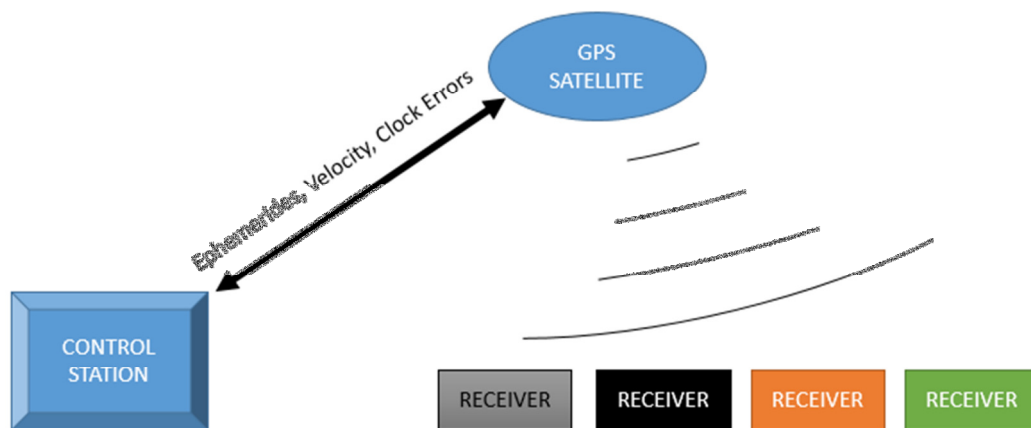 GPS
SATELLITE
Ephemerides, Velocity, Clock Errors
CONTROL
STATION
RECEIVER
RECEIVER
RECEIVER
RECEIVER